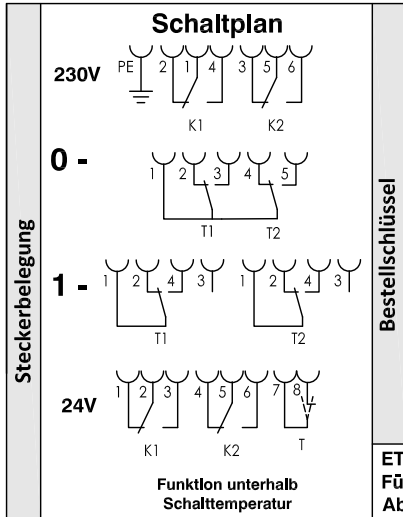 Schaltplan
230V
PE 2 1 4 3 5 6
K1 K2
0 -
1 2 3 4 5
T1 T2
1 -
1 2 4 3 1 2 4 3
T1 T2
24V
1 2 3 4 5 6 7 8
K1 K2 T
Funktion unterhalb
Schalttemperatur
Steckerbelegung
Bestellschlüssel
ET
Fü
Ab